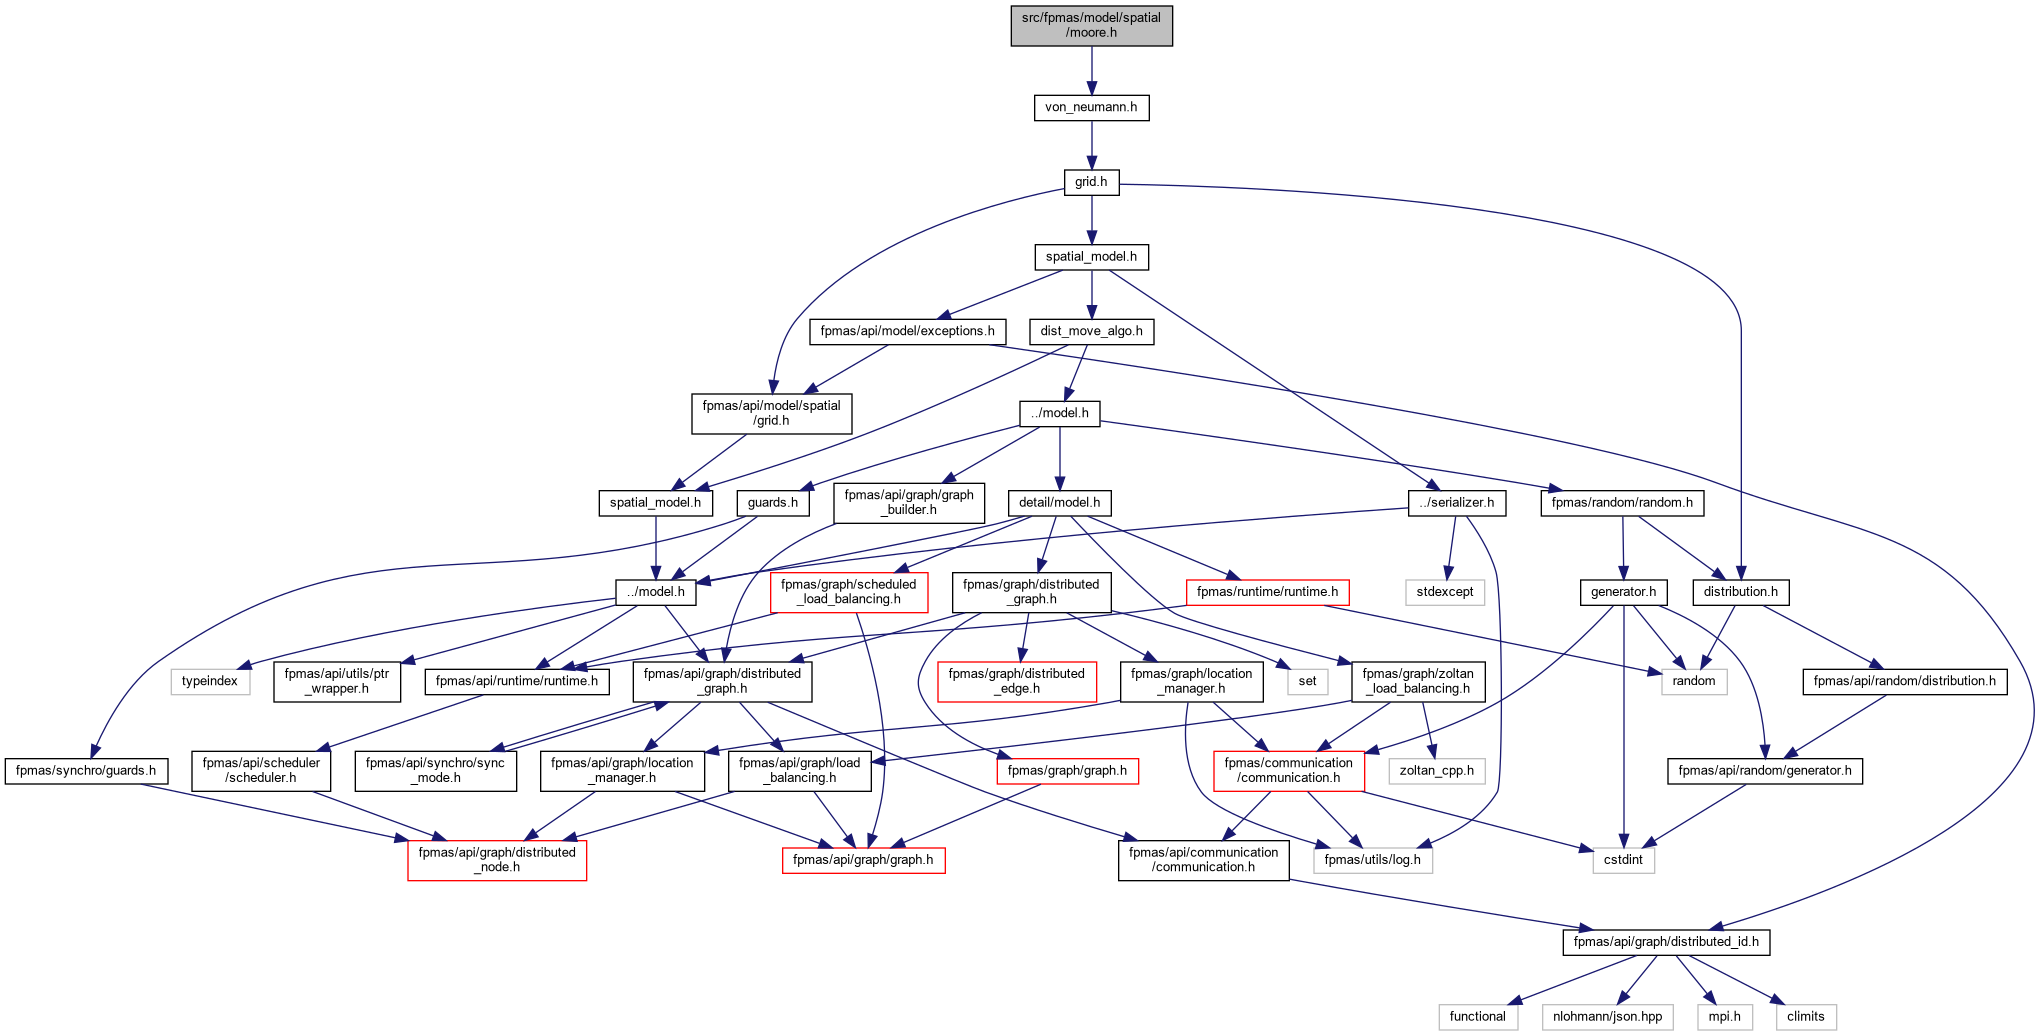 src/fpmas/model/spatial
/moore.h
von_neumann.h
grid.h
spatial_model.h
fpmas/api/model/exceptions.h
dist_move_algo.h
fpmas/api/model/spatial
/grid.h
../model.h
spatial_model.h
guards.h
fpmas/api/graph/graph
_builder.h
detail/model.h
../serializer.h
fpmas/random/random.h
../model.h
fpmas/graph/scheduled
_load_balancing.h
fpmas/graph/distributed
_graph.h
fpmas/runtime/runtime.h
stdexcept
generator.h
distribution.h
typeindex
fpmas/api/utils/ptr
_wrapper.h
fpmas/api/runtime/runtime.h
fpmas/api/graph/distributed
_graph.h
fpmas/graph/distributed
_edge.h
fpmas/graph/location
_manager.h
set
fpmas/graph/zoltan
_load_balancing.h
random
fpmas/api/random/distribution.h
fpmas/synchro/guards.h
fpmas/api/scheduler
/scheduler.h
fpmas/api/synchro/sync
_mode.h
fpmas/api/graph/location
_manager.h
fpmas/api/graph/load
_balancing.h
fpmas/graph/graph.h
fpmas/communication
/communication.h
zoltan_cpp.h
fpmas/api/random/generator.h
fpmas/api/graph/distributed
_node.h
fpmas/api/graph/graph.h
fpmas/api/communication
/communication.h
fpmas/utils/log.h
cstdint
fpmas/api/graph/distributed_id.h
functional
nlohmann/json.hpp
mpi.h
climits